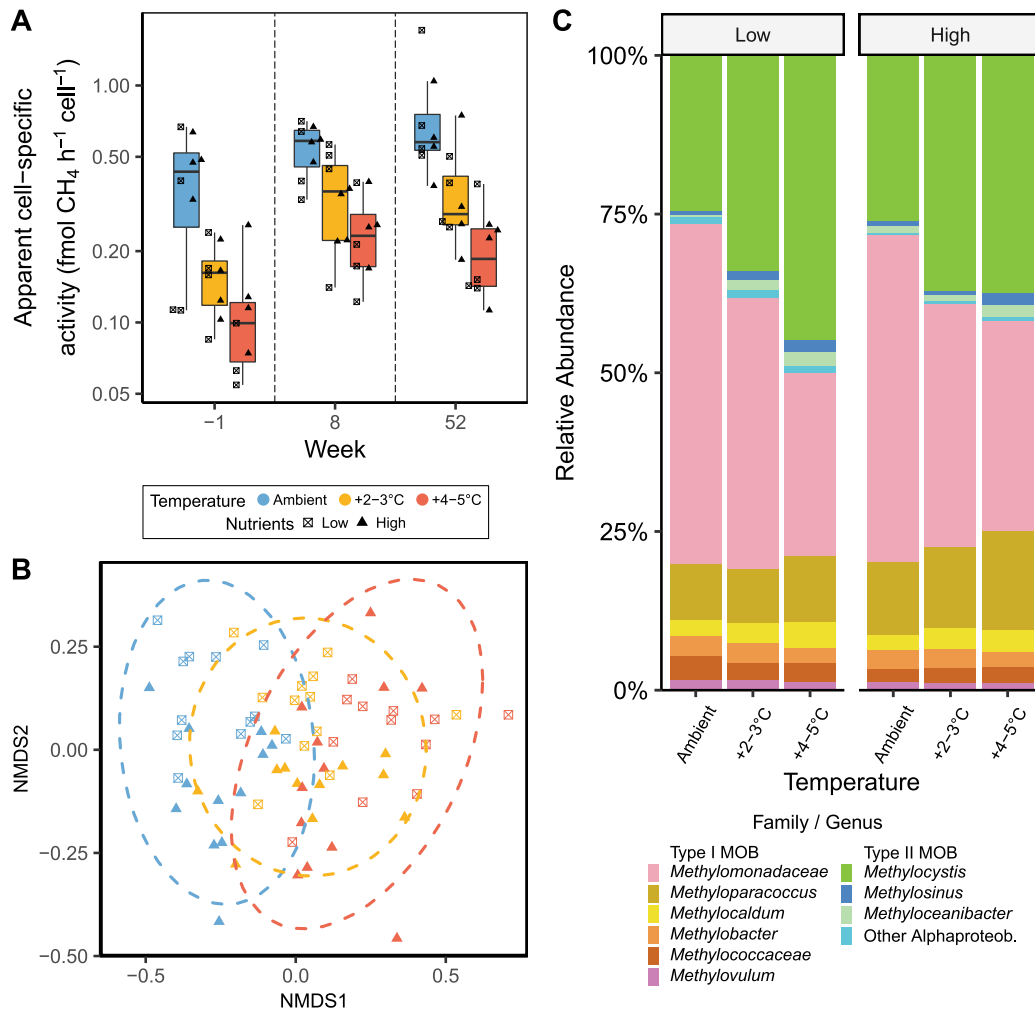 A
Apparent cell−specific
activity (fmol CH₄ h⁻¹ cell⁻¹)
1.00
0.50
0.20
0.10
0.05
−1
8
52
Week
Temperature
Ambient
+2−3°C
+4−5°C
Nutrients
Low
High
B
NMDS2
0.25
0.00
−0.25
−0.50
−0.5
0.0
0.5
NMDS1
C
Low
High
Relative Abundance
100%
75%
50%
25%
0%
Ambient
+2−3°C
+4−5°C
Ambient
+2−3°C
+4−5°C
Temperature
Family / Genus
Type I MOB
Methylomonadaceae
Methyloparacoccus
Methylocaldum
Methylobacter
Methylococcaceae
Methylovulum
Type II MOB
Methylocystis
Methylosinus
Methyloceanibacter
Other Alphaproteob.